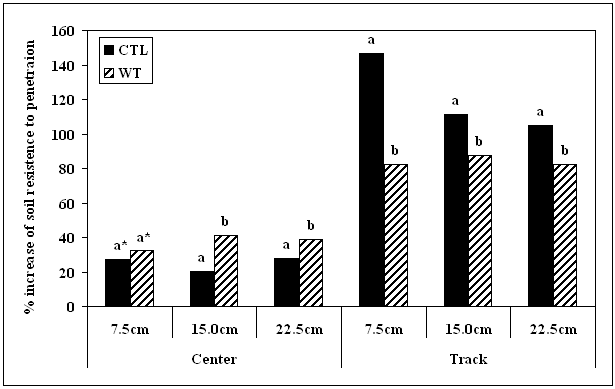 % increase of soil resistence to penetraion
160
140
120
100
80
60
40
20
0
CTL
WT
a* a* a b a b a b a b a b
7.5cm 15.0cm 22.5cm 7.5cm 15.0cm 22.5cm
Center Track